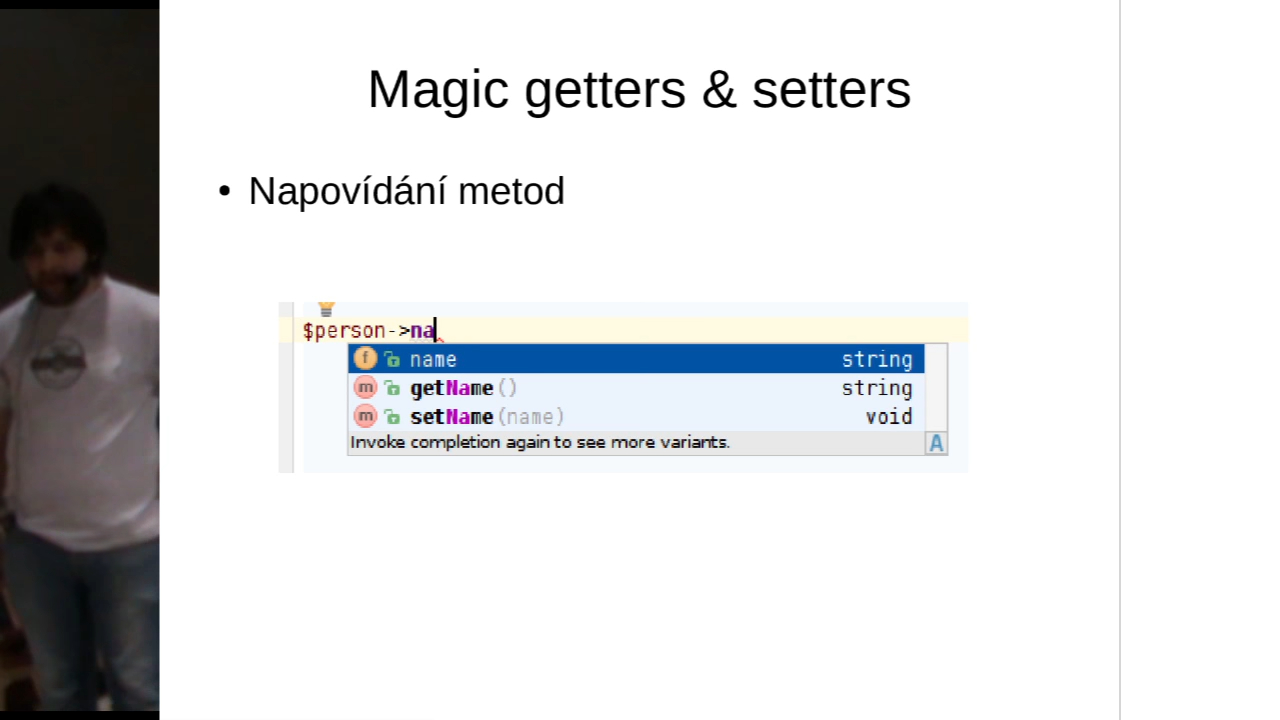 Magic getters & setters
• Napovídání metod
$person->na
f name string
m getName() string
m setName(name) void
Invoke completion again to see more variants. A